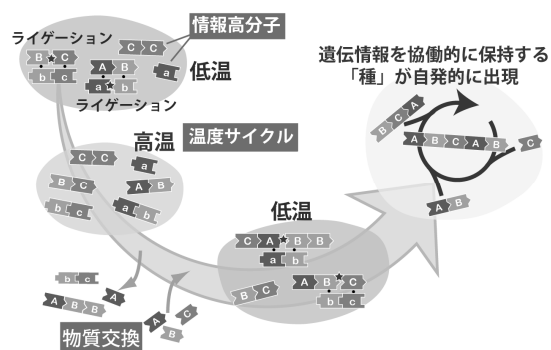 ライゲーション
情報高分子
C C
B C
b c
A B
a b
a
低温
ライゲーション
高温
温度サイクル
C C
a
B C
A B
b c
a b
低温
C A B B
a b
B C
A B C
b c
b c
A B B
A
物質交換
A
B
C
遺伝情報を協働的に保持する
「種」が自発的に出現
B C A
A B C A B
C
A B